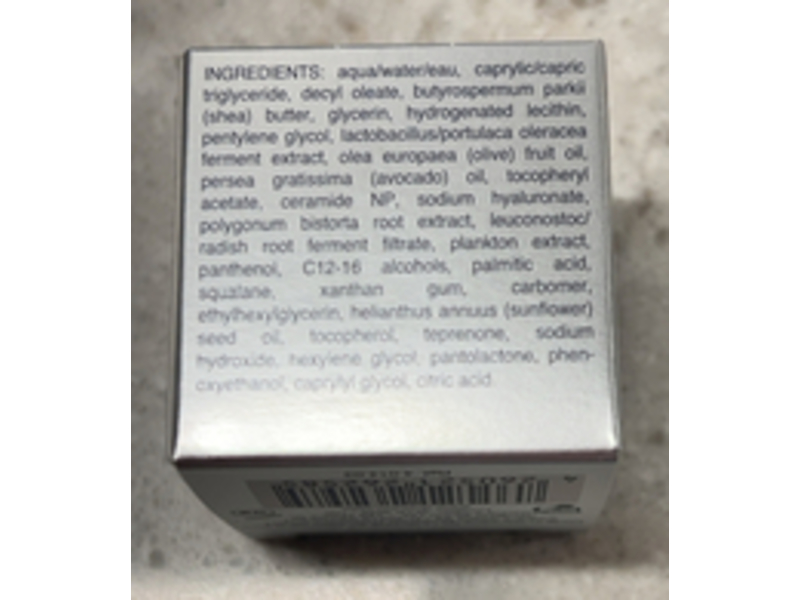 INGREDIENTS: aqua/water/eau, caprylic/capric
triglyceride, decyl oleate, butyrospermum parkii
(shea) butter, glycerin, hydrogenated lecithin,
pentylene glycol, lactobacillus/portulaca oleracea
ferment extract, olea europaea (olive) fruit oil,
persea gratissima (avocado) oil, tocopheryl
acetate, ceramide NP, sodium hyaluronate,
polygonum bistorta root extract, leuconostoc/
radish root ferment filtrate, plankton extract,
panthenol, C12-16 alcohols, palmitic acid,
squalane, xanthan gum, carbomer,
ethylhexylglycerin, helianthus annuus (sunflower)
seed oil, tocopherol, teprenone, sodium
hydroxide, hexylene glycol, pantolactone, phen-
oxyethanol, caprylyl glycol, citric acid.